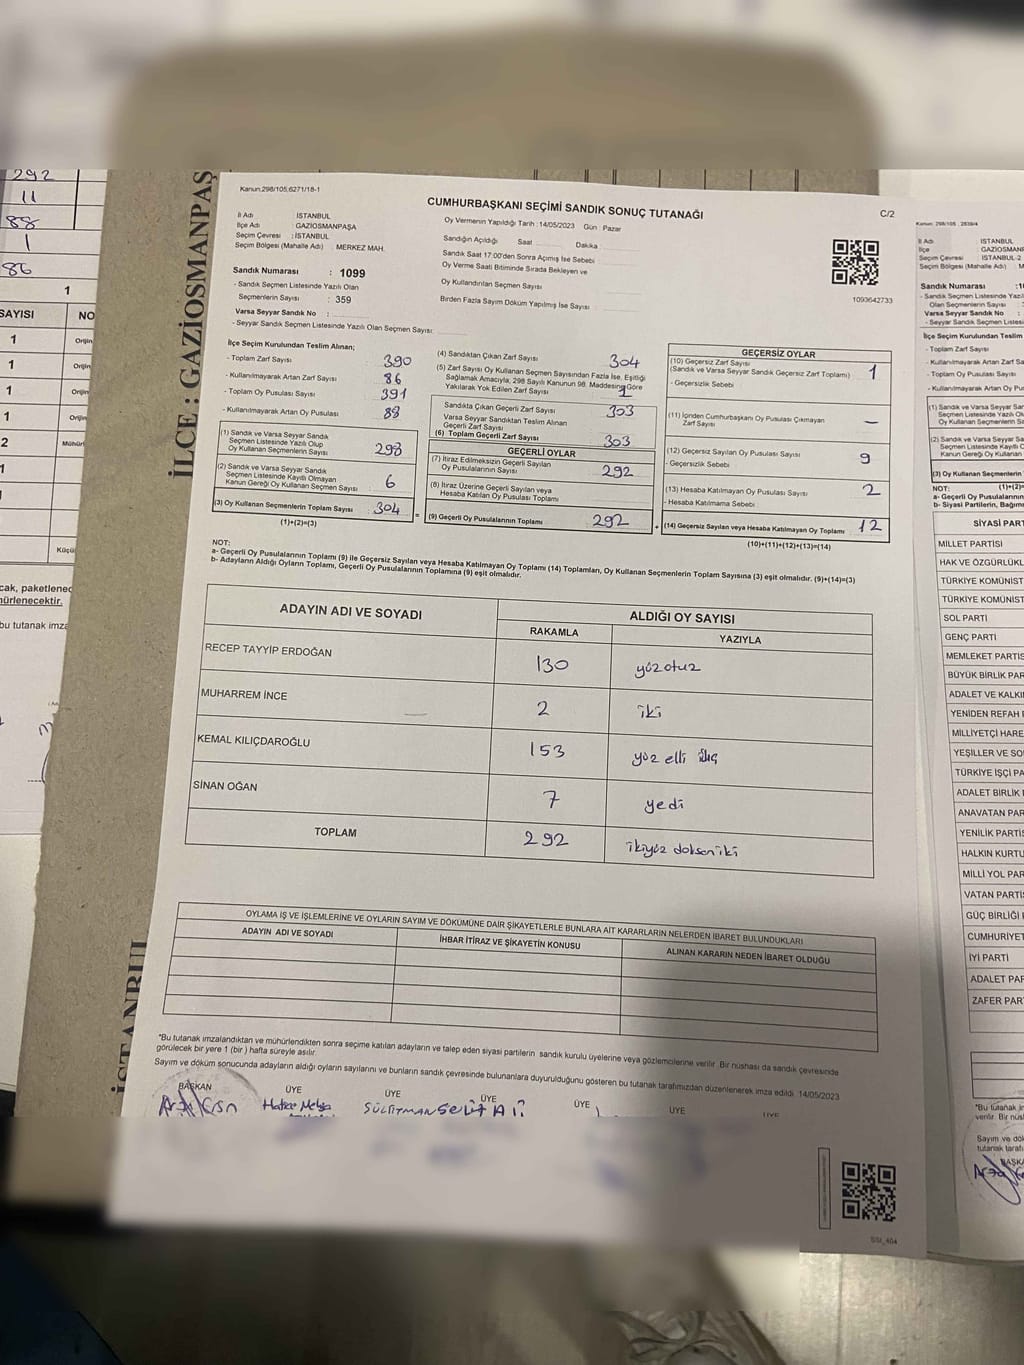 292
11
88
1
86
1
SAYISI NO
1 Orijin
1 Orijin
1 Orijin
1 Orijin
2 Mühürl
Küçü
cak, paketlenec
ühürlenecektir.
bu tutanak imza
İLÇE : GAZİOSMANPAŞ
İSTANBUL
Kanun:298/105,6271/18-1
CUMHURBAŞKANI SEÇİMİ SANDIK SONUÇ TUTANAĞI
C/2
İl Adı : İSTANBUL
İlçe Adı : GAZİOSMANPAŞA
Seçim Çevresi : İSTANBUL
Seçim Bölgesi (Mahalle Adı) : MERKEZ MAH.
Oy Vermenin Yapıldığı Tarih :14/05/2023 Gün : Pazar
Sandığın Açıldığı Saat Dakika
Sandık Saat 17:00'den Sonra Açımış İse Sebebi
Oy Verme Saati Bitiminde Sırada Bekleyen ve
Oy Kullandırılan Seçmen Sayısı
Birden Fazla Sayım Döküm Yapılmış İse Sayısı
1093642733
Sandık Numarası : 1099
- Sandık Seçmen Listesinde Yazılı Olan
Seçmenlerin Sayısı : 359
Varsa Seyyar Sandık No :
- Seyyar Sandık Seçmen Listesinde Yazılı Olan Seçmen Sayısı:
İlçe Seçim Kurulundan Teslim Alınan;
- Toplam Zarf Sayısı 390
- Kullanılmayarak Artan Zarf Sayısı 86
- Toplam Oy Pusulası Sayısı 391
- Kullanılmayarak Artan Oy Pusulası 88
(1) Sandık ve Varsa Seyyar Sandık
Seçmen Listesinde Yazılı Olup
Oy Kullanan Seçmenlerin Sayısı 298
(2) Sandık ve Varsa Seyyar Sandık
Seçmen Listesinde Kayıtlı Olmayan
Kanun Gereği Oy Kullanan Seçmen Sayısı 6
(3) Oy Kullanan Seçmenlerin Toplam Sayısı 304
(1)+(2)=(3)
(4) Sandıktan Çıkan Zarf Sayısı 304
(5) Zarf Sayısı Oy Kullanan Seçmen Sayısından Fazla İse, Eşitliği
Sağlamak Amacıyla; 298 Sayılı Kanunun 98. Maddesine Göre
Yakılarak Yok Edilen Zarf Sayısı
Sandıkta Çıkan Geçerli Zarf Sayısı 303
Varsa Seyyar Sandıktan Teslim Alınan
Geçerli Zarf Sayısı
(6) Toplam Geçerli Zarf Sayısı 303
GEÇERLİ OYLAR
(7) İtiraz Edilmeksizin Geçerli Sayılan
Oy Pusulalarının Sayısı 292
(8) İtiraz Üzerine Geçerli Sayılan veya
Hesaba Katılan Oy Pusulası Toplamı
= (9) Geçerli Oy Pusulalarının Toplamı 292 +
GEÇERSİZ OYLAR
(10) Geçersiz Zarf Sayısı
(Sandık ve Varsa Seyyar Sandık Geçersiz Zarf Toplamı) 1
- Geçersizlik Sebebi
(11) İçinden Cumhurbaşkanı Oy Pusulası Çıkmayan
Zarf Sayısı —
(12) Geçersiz Sayılan Oy Pusulası Sayısı 9
- Geçersizlik Sebebi
(13) Hesaba Katılmayan Oy Pusulası Sayısı 2
- Hesaba Katılmama Sebebi
(14) Geçersiz Sayılan veya Hesaba Katılmayan Oy Toplamı 12
(10)+(11)+(12)+(13)=(14)
NOT:
a- Geçerli Oy Pusulalarının Toplamı (9) ile Geçersiz Sayılan veya Hesaba Katılmayan Oy Toplamı (14) Toplamları, Oy Kullanan Seçmenlerin Toplam Sayısına (3) eşit olmalıdır. (9)+(14)=(3)
b- Adayların Aldığı Oyların Toplamı, Geçerli Oy Pusulalarının Toplamına (9) eşit olmalıdır.
ADAYIN ADI VE SOYADI ALDIĞI OY SAYISI
RAKAMLA YAZIYLA
RECEP TAYYİP ERDOĞAN 130 yüzotuz
MUHARREM İNCE 2 iki
KEMAL KILIÇDAROĞLU 153 yüz elli üç
SİNAN OĞAN 7 yedi
TOPLAM 292 ikiyüz doksan iki
OYLAMA İŞ VE İŞLEMLERİNE VE OYLARIN SAYIM VE DÖKÜMÜNE DAİR ŞİKAYETLERLE BUNLARA AİT KARARLARIN NELERDEN İBARET BULUNDUKLARI
ADAYIN ADI VE SOYADI İHBAR İTİRAZ VE ŞİKAYETİN KONUSU ALINAN KARARIN NEDEN İBARET OLDUĞU
*Bu tutanak imzalandıktan ve mühürlendikten sonra seçime katılan adayların ve talep eden siyasi partilerin sandık kurulu üyelerine veya gözlemcilerine verilir. Bir nüshası da sandık çevresinde
görülecek bir yere 1 (bir) hafta süreyle asılır.
Sayım ve döküm sonucunda adayların aldığı oyların sayılarını ve bunların sandık çevresinde bulunanlara duyurulduğunu gösteren bu tutanak tarafımızdan düzenlenerek imza edildi. 14/05/2023
BAŞKAN ÜYE ÜYE ÜYE ÜYE ÜYE ÜYE
SSI_404
Kanun: 298/105 , 2839/4
İl Adı : İSTANBUL
İlçe : GAZİOSMANP
Seçim Çevresi : İSTANBUL-2
Seçim Bölgesi (Mahalle Adı) : M
Sandık Numarası :1
- Sandık Seçmen Listesinde Yazı
Olan Seçmenlerin Sayısı
Varsa Seyyar Sandık No :
- Seyyar Sandık Seçmen Listes
İlçe Seçim Kurulundan Teslim
- Toplam Zarf Sayısı
- Kullanılmayarak Artan Zarf Sa
- Toplam Oy Pusulası Sayısı
- Kullanılmayarak Artan Oy Pu
(1) Sandık ve Varsa Seyyar Sa
Seçmen Listesinde Yazılı O
Oy Kullanan Seçmenlerin S
(2) Sandık ve Varsa Seyyar
Seçmen Listesinde Kayıtlı O
Kanun Gereği Oy Kullanan
(3) Oy Kullanan Seçmenlerin
(1)+(2)=
NOT:
a- Geçerli Oy Pusulalarının
b- Siyasi Partilerin, Bağıms
SİYASİ PART
MİLLET PARTİSİ
HAK VE ÖZGÜRLÜKL
TÜRKİYE KOMÜNİST
TÜRKİYE KOMÜNİS
SOL PARTİ
GENÇ PARTİ
MEMLEKET PARTİS
BÜYÜK BİRLİK PAR
ADALET VE KALKI
YENİDEN REFAH
MİLLİYETÇİ HARE
YEŞİLLER VE SO
TÜRKİYE İŞÇİ PA
ADALET BİRLİK
ANAVATAN PAR
YENİLİK PARTİS
HALKIN KURTU
MİLLİ YOL PAR
VATAN PARTİS
GÜÇ BİRLİĞİ
CUMHURİYET
İYİ PARTİ
ADALET PAR
ZAFER PAR
*Bu tutanak ir
verilir. Bir nüs
Sayım ve dök
tutanak taraf
BAŞKA